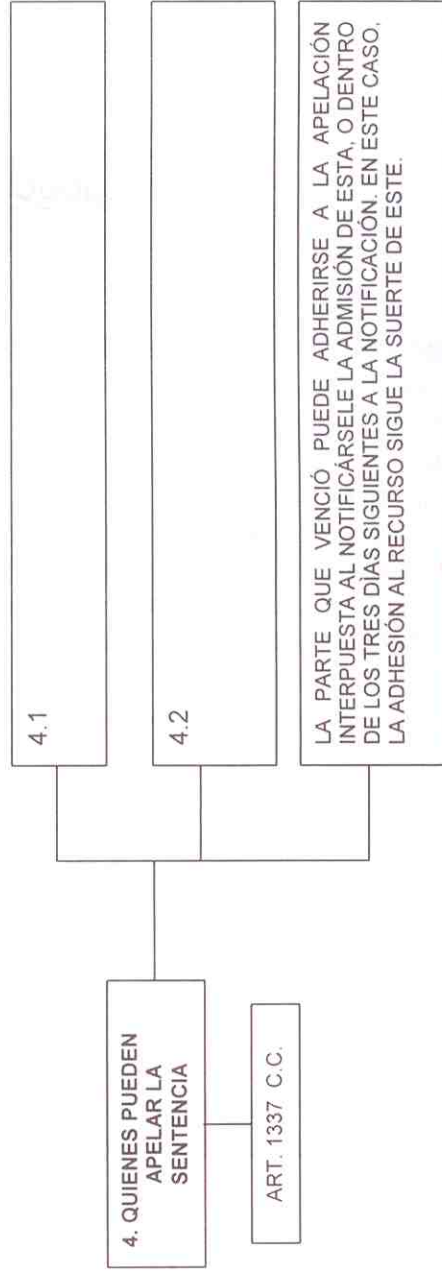 4. QUIENES PUEDEN
APELAR LA
SENTENCIA
ART. 1337 C.C.
4.1
4.2
LA PARTE QUE VENCIÓ PUEDE ADHERIRSE A LA APELACIÓN
INTERPUESTA AL NOTIFICÁRSELE LA ADMISIÓN DE ESTA, O DENTRO
DE LOS TRES DÌAS SIGUIENTES A LA NOTIFICACIÓN. EN ESTE CASO,
LA ADHESIÓN AL RECURSO SIGUE LA SUERTE DE ESTE.